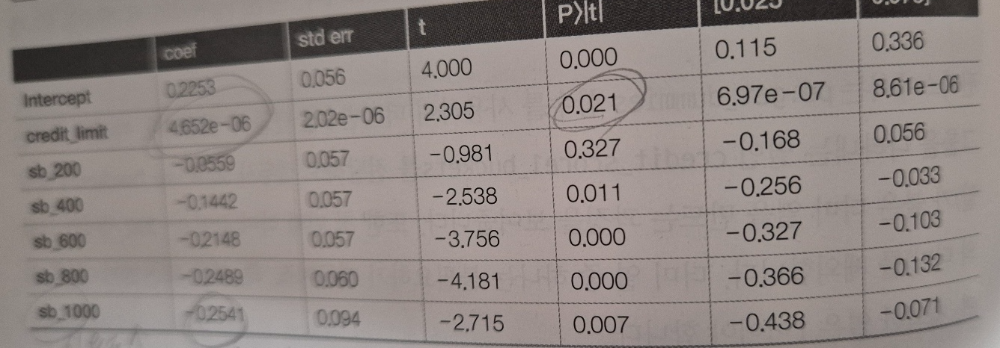 coef std err t P>|t| [0.025 0.975]
Intercept 0.2253 0.056 4.000 0.000 0.115 0.336
credit_limit 4.652e-06 2.02e-06 2.305 0.021 6.97e-07 8.61e-06
sb_200 -0.0559 0.057 -0.981 0.327 -0.168 0.056
sb_400 -0.1442 0.057 -2.538 0.011 -0.256 -0.033
sb_600 -0.2148 0.057 -3.756 0.000 -0.327 -0.103
sb_800 -0.2489 0.060 -4.181 0.000 -0.366 -0.132
sb_1000 -0.2541 0.094 -2.715 0.007 -0.438 -0.071